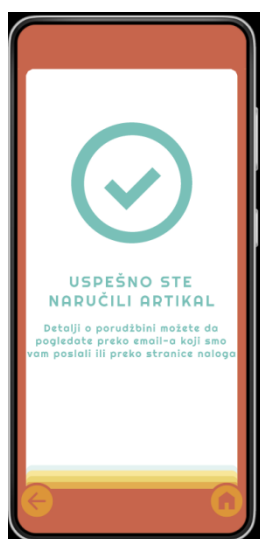 USPEŠNO STE
NARUČILI ARTIKAL
Detalji o porudžbini možete da
pogledate preko email-a koji smo
vam poslali ili preko stranice naloga